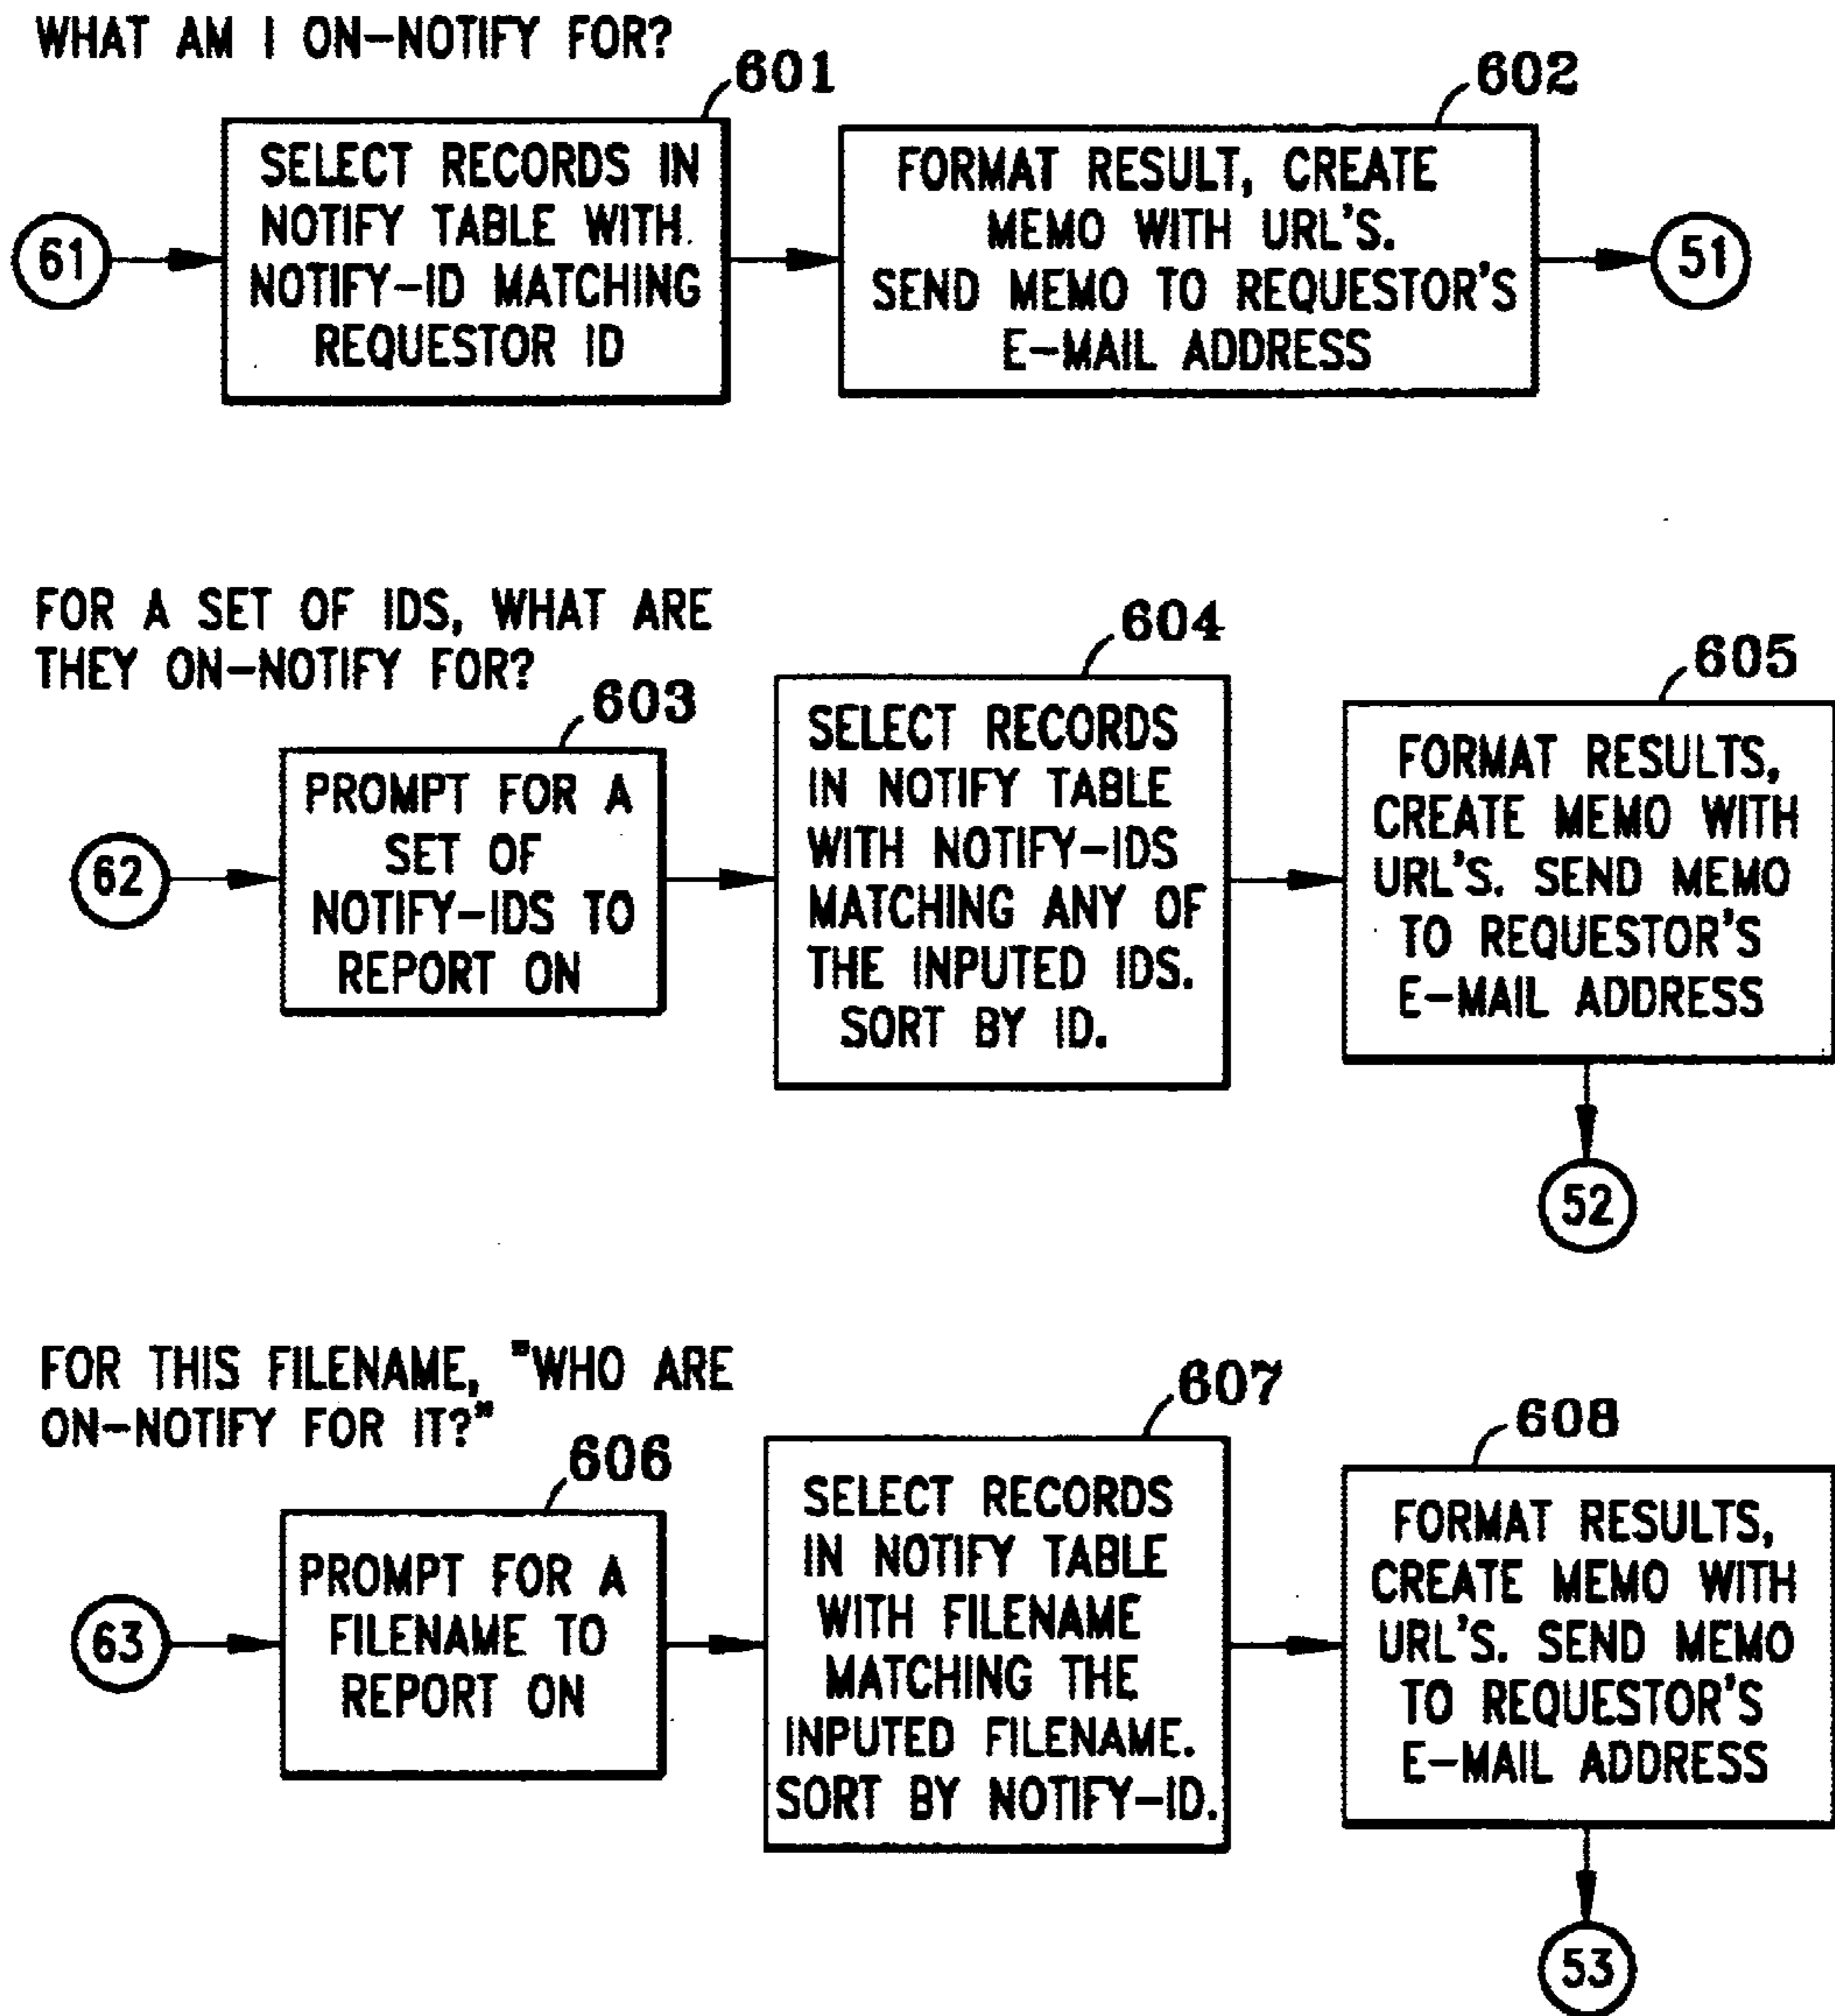 WHAT AM I ON-NOTIFY FOR?
601
602
61
SELECT RECORDS IN
NOTIFY TABLE WITH
NOTIFY-ID MATCHING
REQUESTOR ID
FORMAT RESULT, CREATE
MEMO WITH URL'S.
SEND MEMO TO REQUESTOR'S
E-MAIL ADDRESS
51
FOR A SET OF IDS, WHAT ARE
THEY ON-NOTIFY FOR?
603
604
605
62
PROMPT FOR A
SET OF
NOTIFY-IDS TO
REPORT ON
SELECT RECORDS
IN NOTIFY TABLE
WITH NOTIFY-IDS
MATCHING ANY OF
THE INPUTED IDS.
SORT BY ID.
FORMAT RESULTS,
CREATE MEMO WITH
URL'S. SEND MEMO
TO REQUESTOR'S
E-MAIL ADDRESS
52
FOR THIS FILENAME, "WHO ARE
ON-NOTIFY FOR IT?"
606
607
608
63
PROMPT FOR A
FILENAME TO
REPORT ON
SELECT RECORDS
IN NOTIFY TABLE
WITH FILENAME
MATCHING THE
INPUTED FILENAME.
SORT BY NOTIFY-ID.
FORMAT RESULTS,
CREATE MEMO WITH
URL'S. SEND MEMO
TO REQUESTOR'S
E-MAIL ADDRESS
53